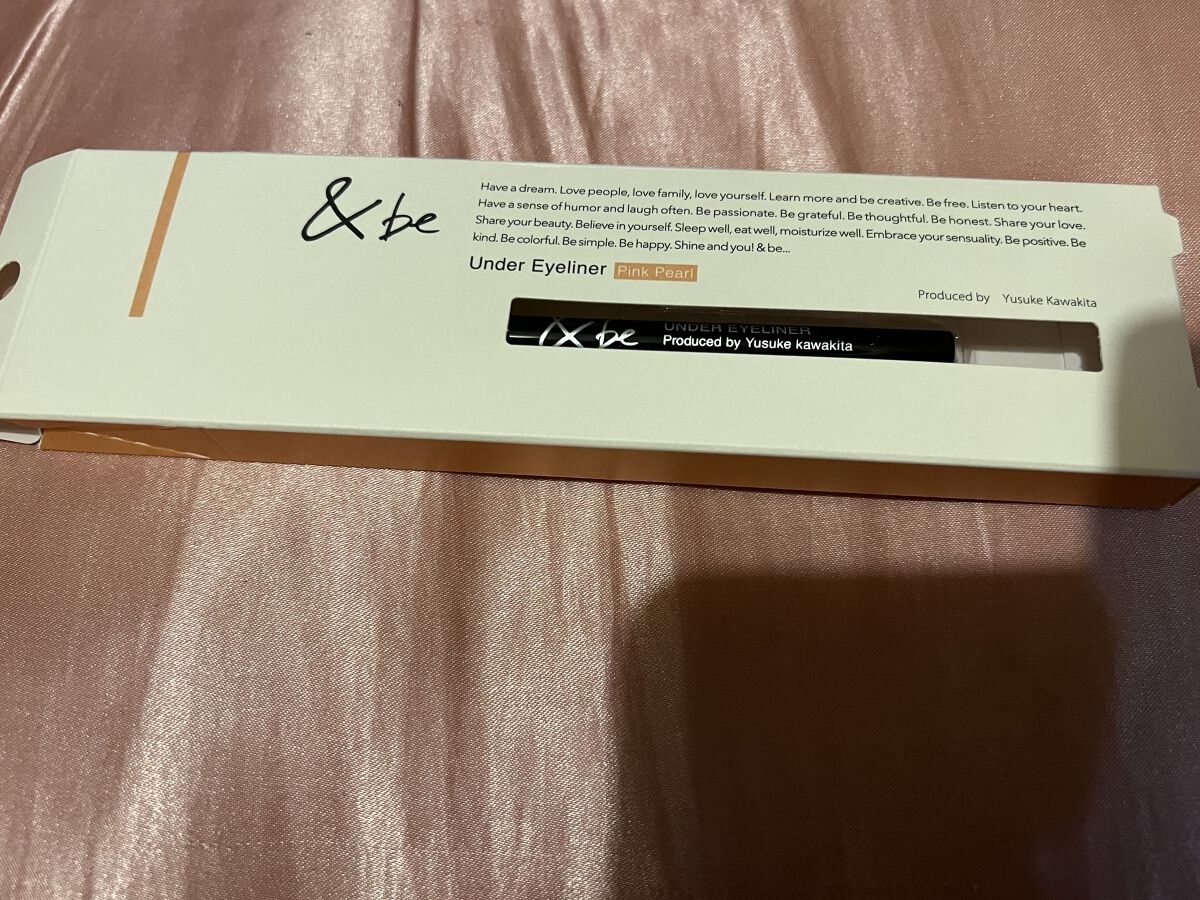 & be
Have a dream. Love people, love family, love yourself. Learn more and be creative. Be free. Listen to your heart.
Have a sense of humor and laugh often. Be passionate. Be grateful. Be thoughtful. Be honest. Share your love.
Share your beauty. Believe in yourself. Sleep well, eat well, moisturize well. Embrace your sensuality. Be positive. Be
kind. Be colorful. Be simple. Be happy. Shine and you! & be...
Under Eyeliner Pink Pearl
Produced by Yusuke Kawakita
& be
UNDER EYELINER
Produced by Yusuke kawakita